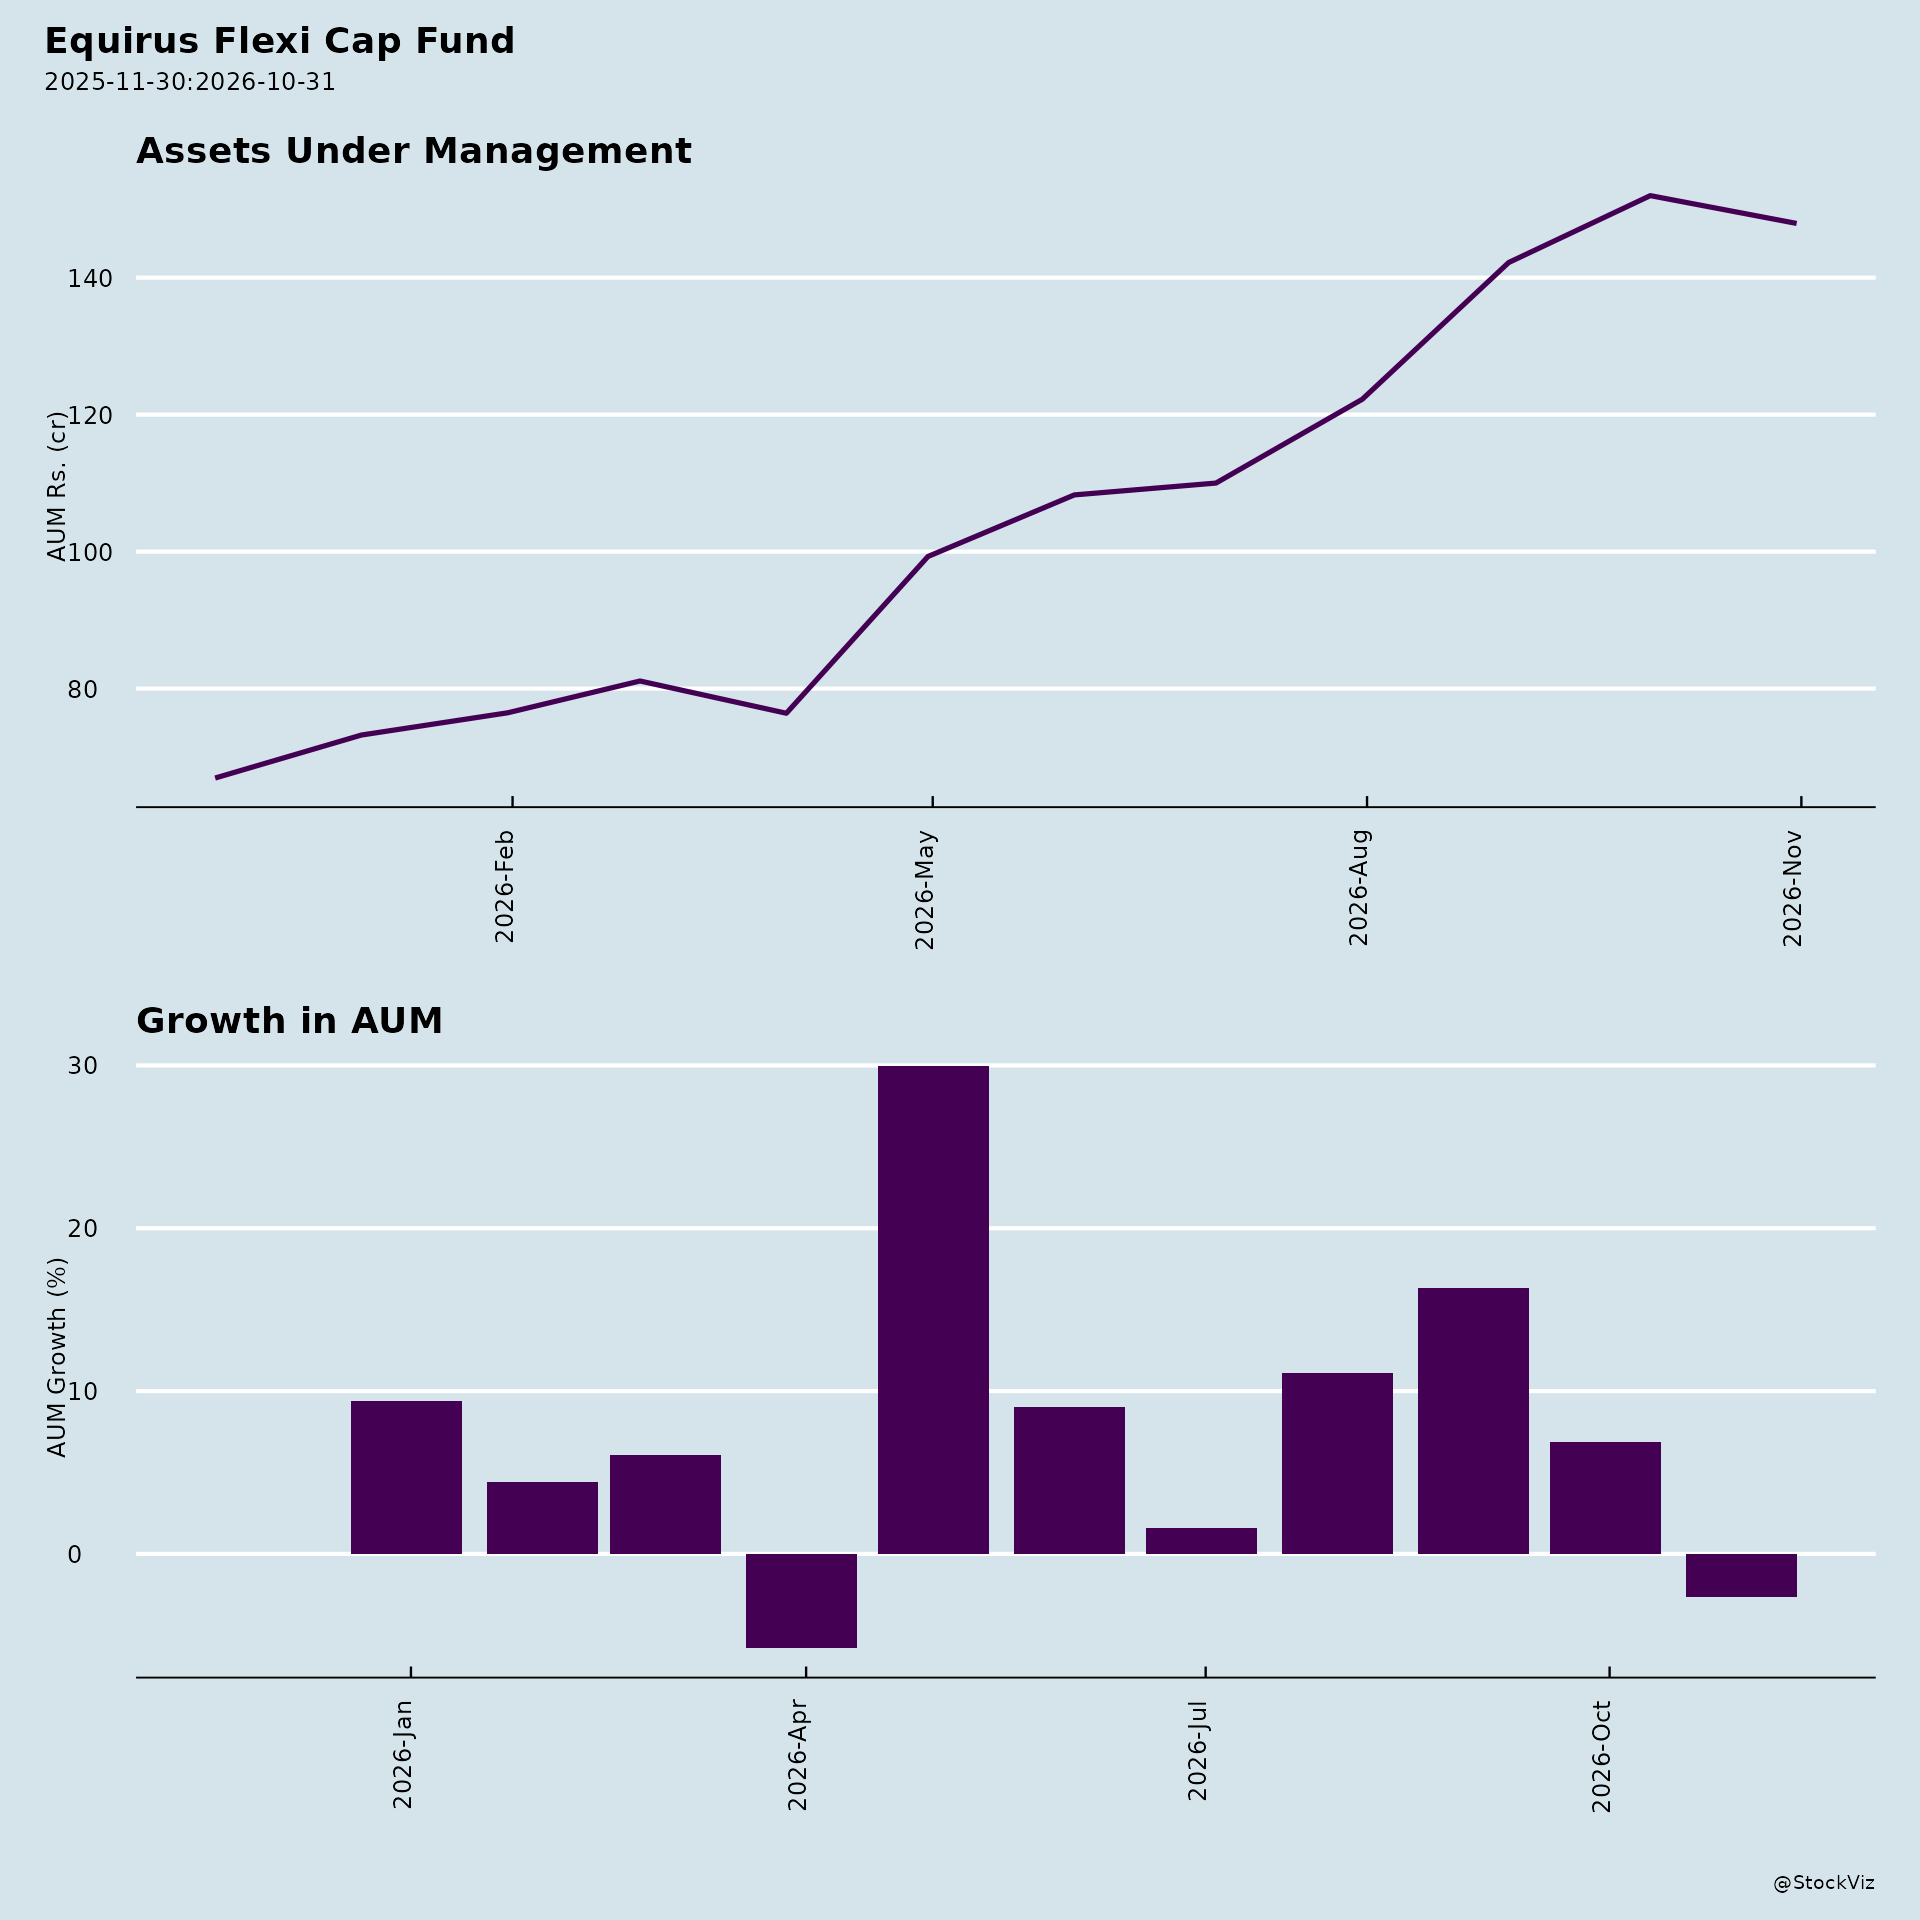 Equirus Flexi Cap Fund
2025-11-30:2026-10-31
Assets Under Management
AUM Rs. (cr)
140
120
100
80
2026-Feb
2026-May
2026-Aug
2026-Nov
Growth in AUM
AUM Growth (%)
30
20
10
0
2026-Jan
2026-Apr
2026-Jul
2026-Oct
@StockViz